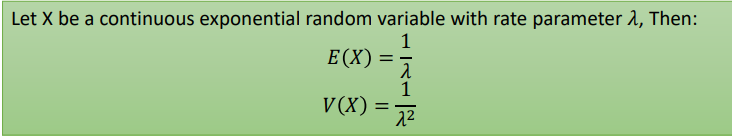 Let X be a continuous exponential random variable with rate parameter λ, Then:
E(X) = 1/λ
V(X) = 1/λ²